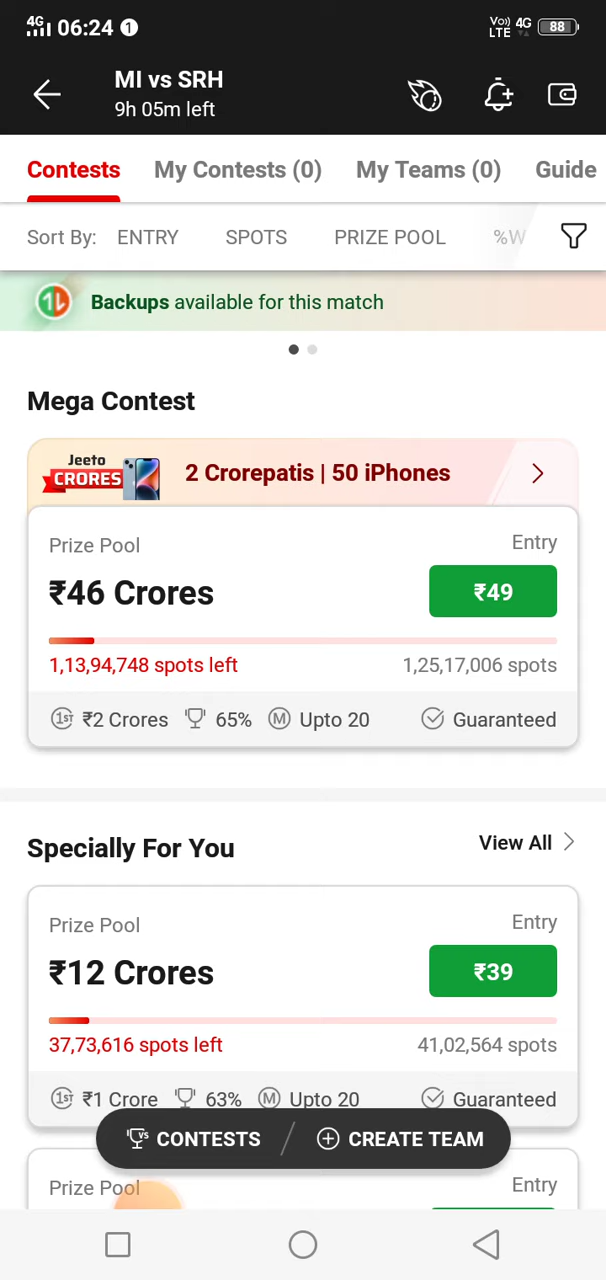 4G 06:24 1 Vo) LTE 4G 88
MI vs SRH
9h 05m left
Contests My Contests (0) My Teams (0) Guide
Sort By: ENTRY SPOTS PRIZE POOL %W
Backups available for this match
Mega Contest
Jeeto
CRORES
2 Crorepatis | 50 iPhones
Prize Pool Entry
₹46 Crores ₹49
1,13,94,748 spots left 1,25,17,006 spots
1ST ₹2 Crores 65% M Upto 20 Guaranteed
Specially For You View All
Prize Pool Entry
₹12 Crores ₹39
37,73,616 spots left 41,02,564 spots
1ST ₹1 Crore 63% M Upto 20 Guaranteed
VS CONTESTS CREATE TEAM
Prize Pool Entry